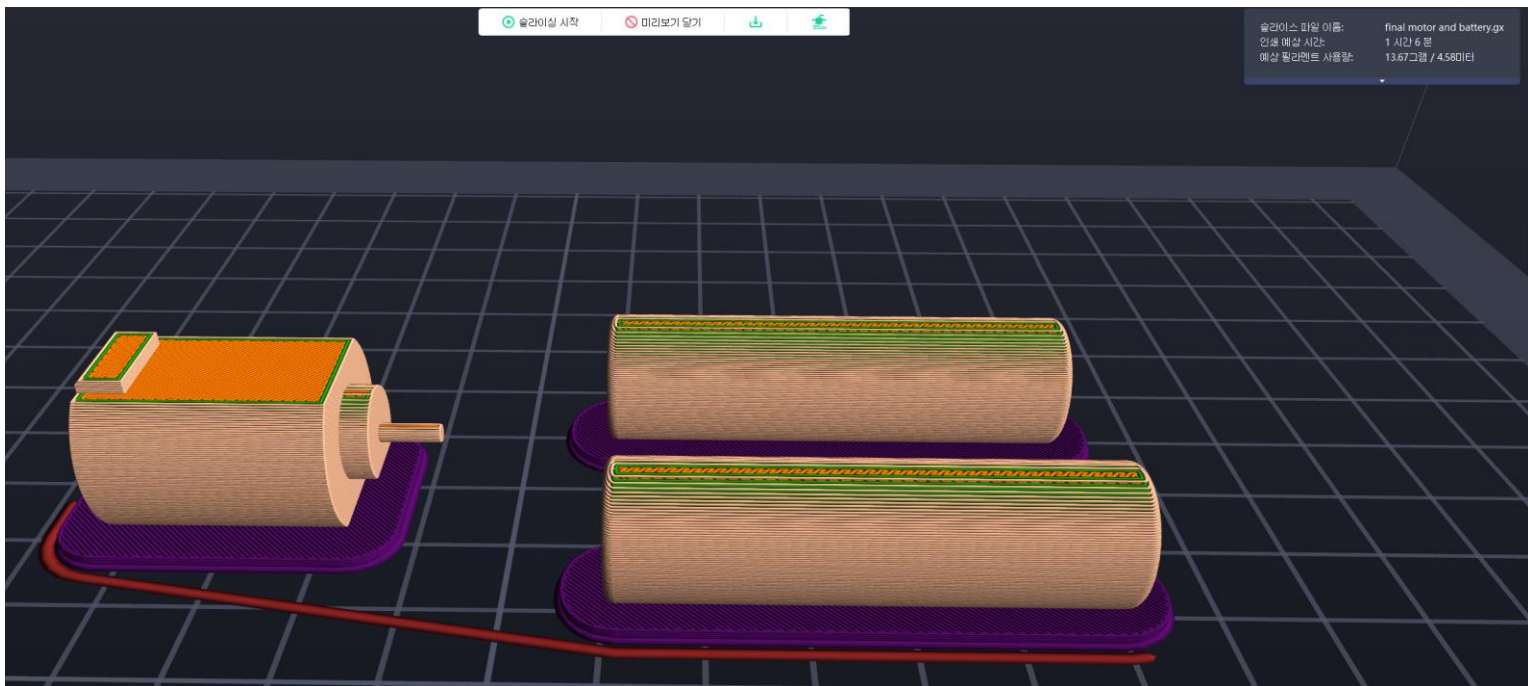 슬라이싱 시작
미리보기 닫기
슬라이스 파일 이름: final motor and battery.gx
인쇄 예상 시간: 1 시간 6 분
예상 필라멘트 사용량: 13.67그램 / 4.58미터